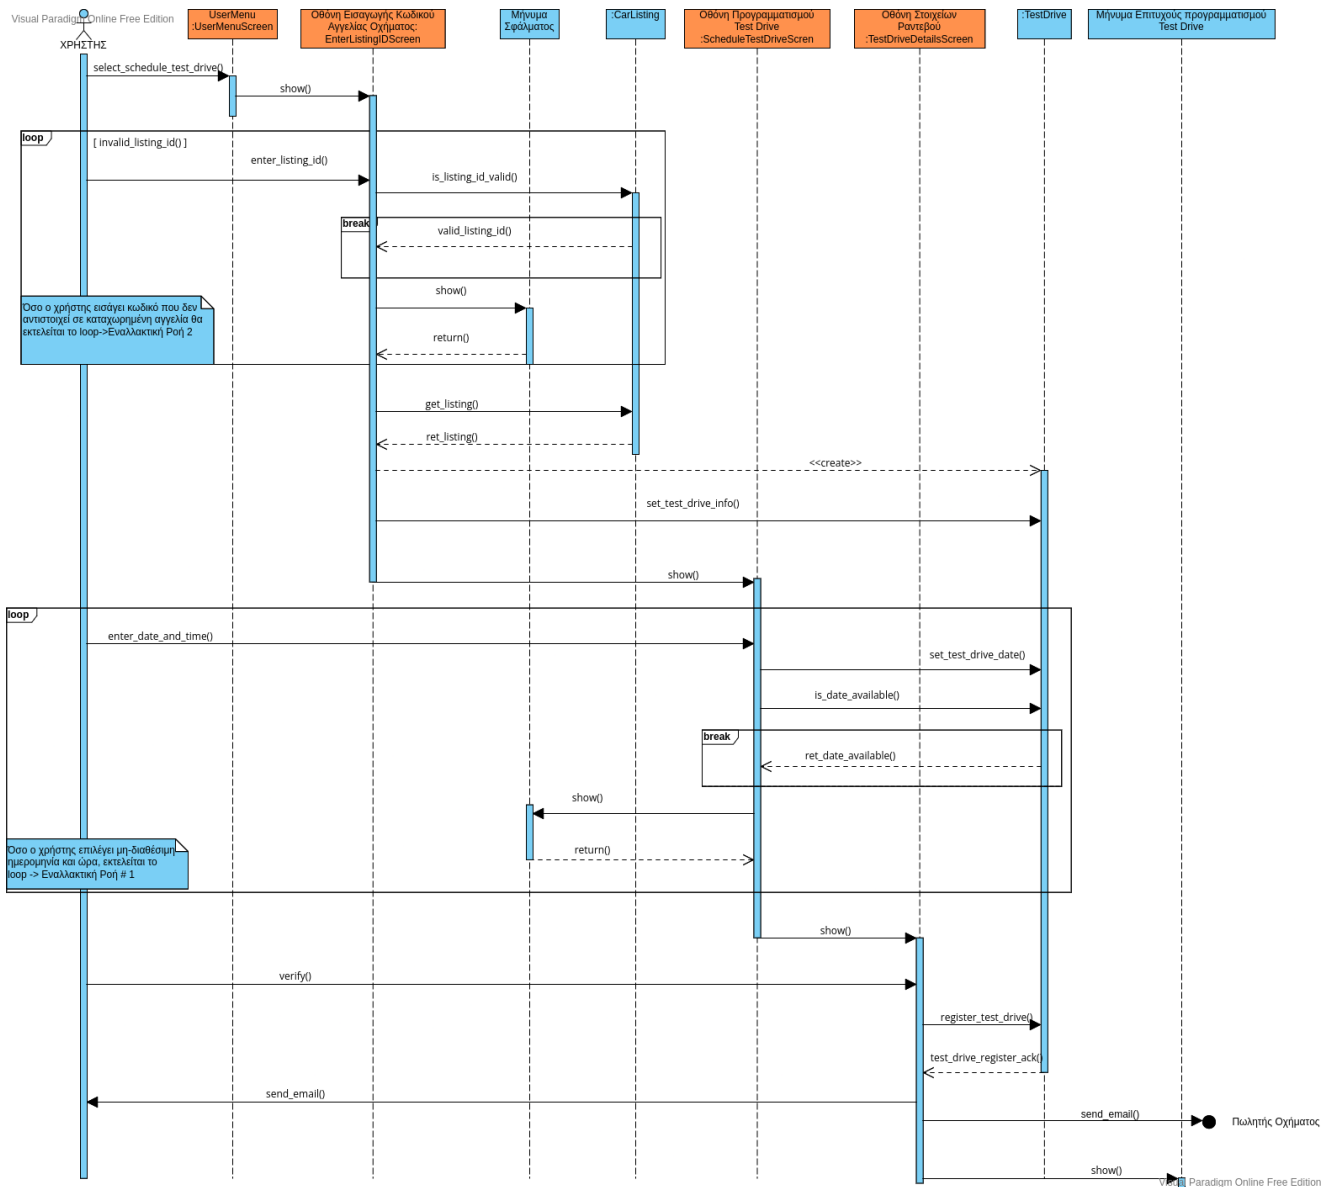 Visual Paradigm Online Free Edition
ΧΡΗΣΤΗΣ
UserMenu
:UserMenuScreen
Οθόνη Εισαγωγής Κωδικού
Αγγελίας Οχήματος:
EnterListingIDScreen
Μήνυμα
Σφάλματος
:CarListing
Οθόνη Προγραμματισμού
Test Drive
:ScheduleTestDriveScren
Οθόνη Στοιχείων
Ραντεβού
:TestDriveDetailsScreen
:TestDrive
Μήνυμα Επιτυχούς προγραμματισμού
Test Drive
select_schedule_test_drive()
show()
loop
[ invalid_listing_id() ]
enter_listing_id()
is_listing_id_valid()
break
valid_listing_id()
show()
Όσο ο χρήστης εισάγει κωδικό που δεν
αντιστοιχεί σε καταχωρημένη αγγελία θα
εκτελείται το loop->Εναλλακτική Ροή 2
return()
get_listing()
ret_listing()
<<create>>
set_test_drive_info()
show()
loop
enter_date_and_time()
set_test_drive_date()
is_date_available()
break
ret_date_available()
show()
Όσο ο χρήστης επιλέγει μη-διαθέσιμη
ημερομηνία και ώρα, εκτελείται το
loop -> Εναλλακτική Ροή # 1
return()
show()
verify()
register_test_drive()
test_drive_register_ack()
send_email()
send_email()
Πωλητής Οχήματος
show()
Visual Paradigm Online Free Edition